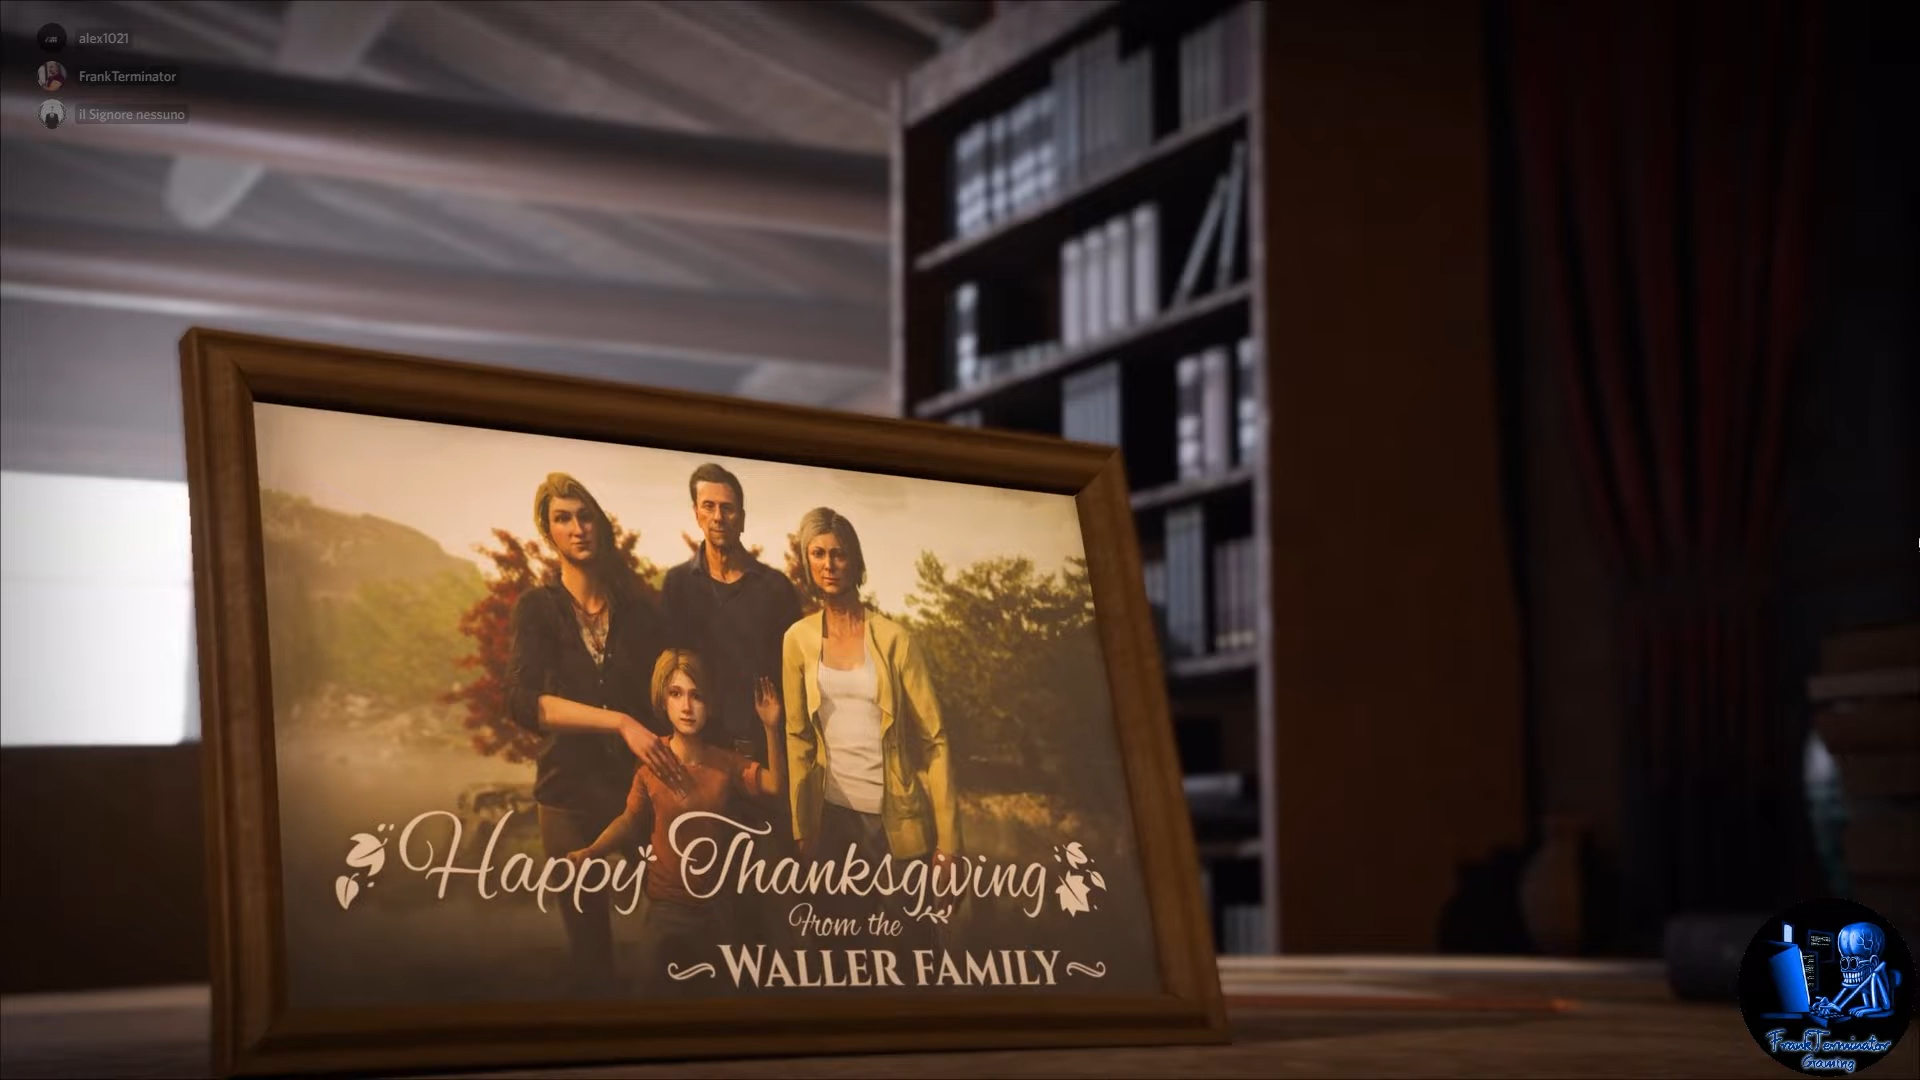 alex1021
FrankTerminator
il Signore nessuno
Happy Thanksgiving
From the
WALLER FAMILY
FrankTerminator
Gaming